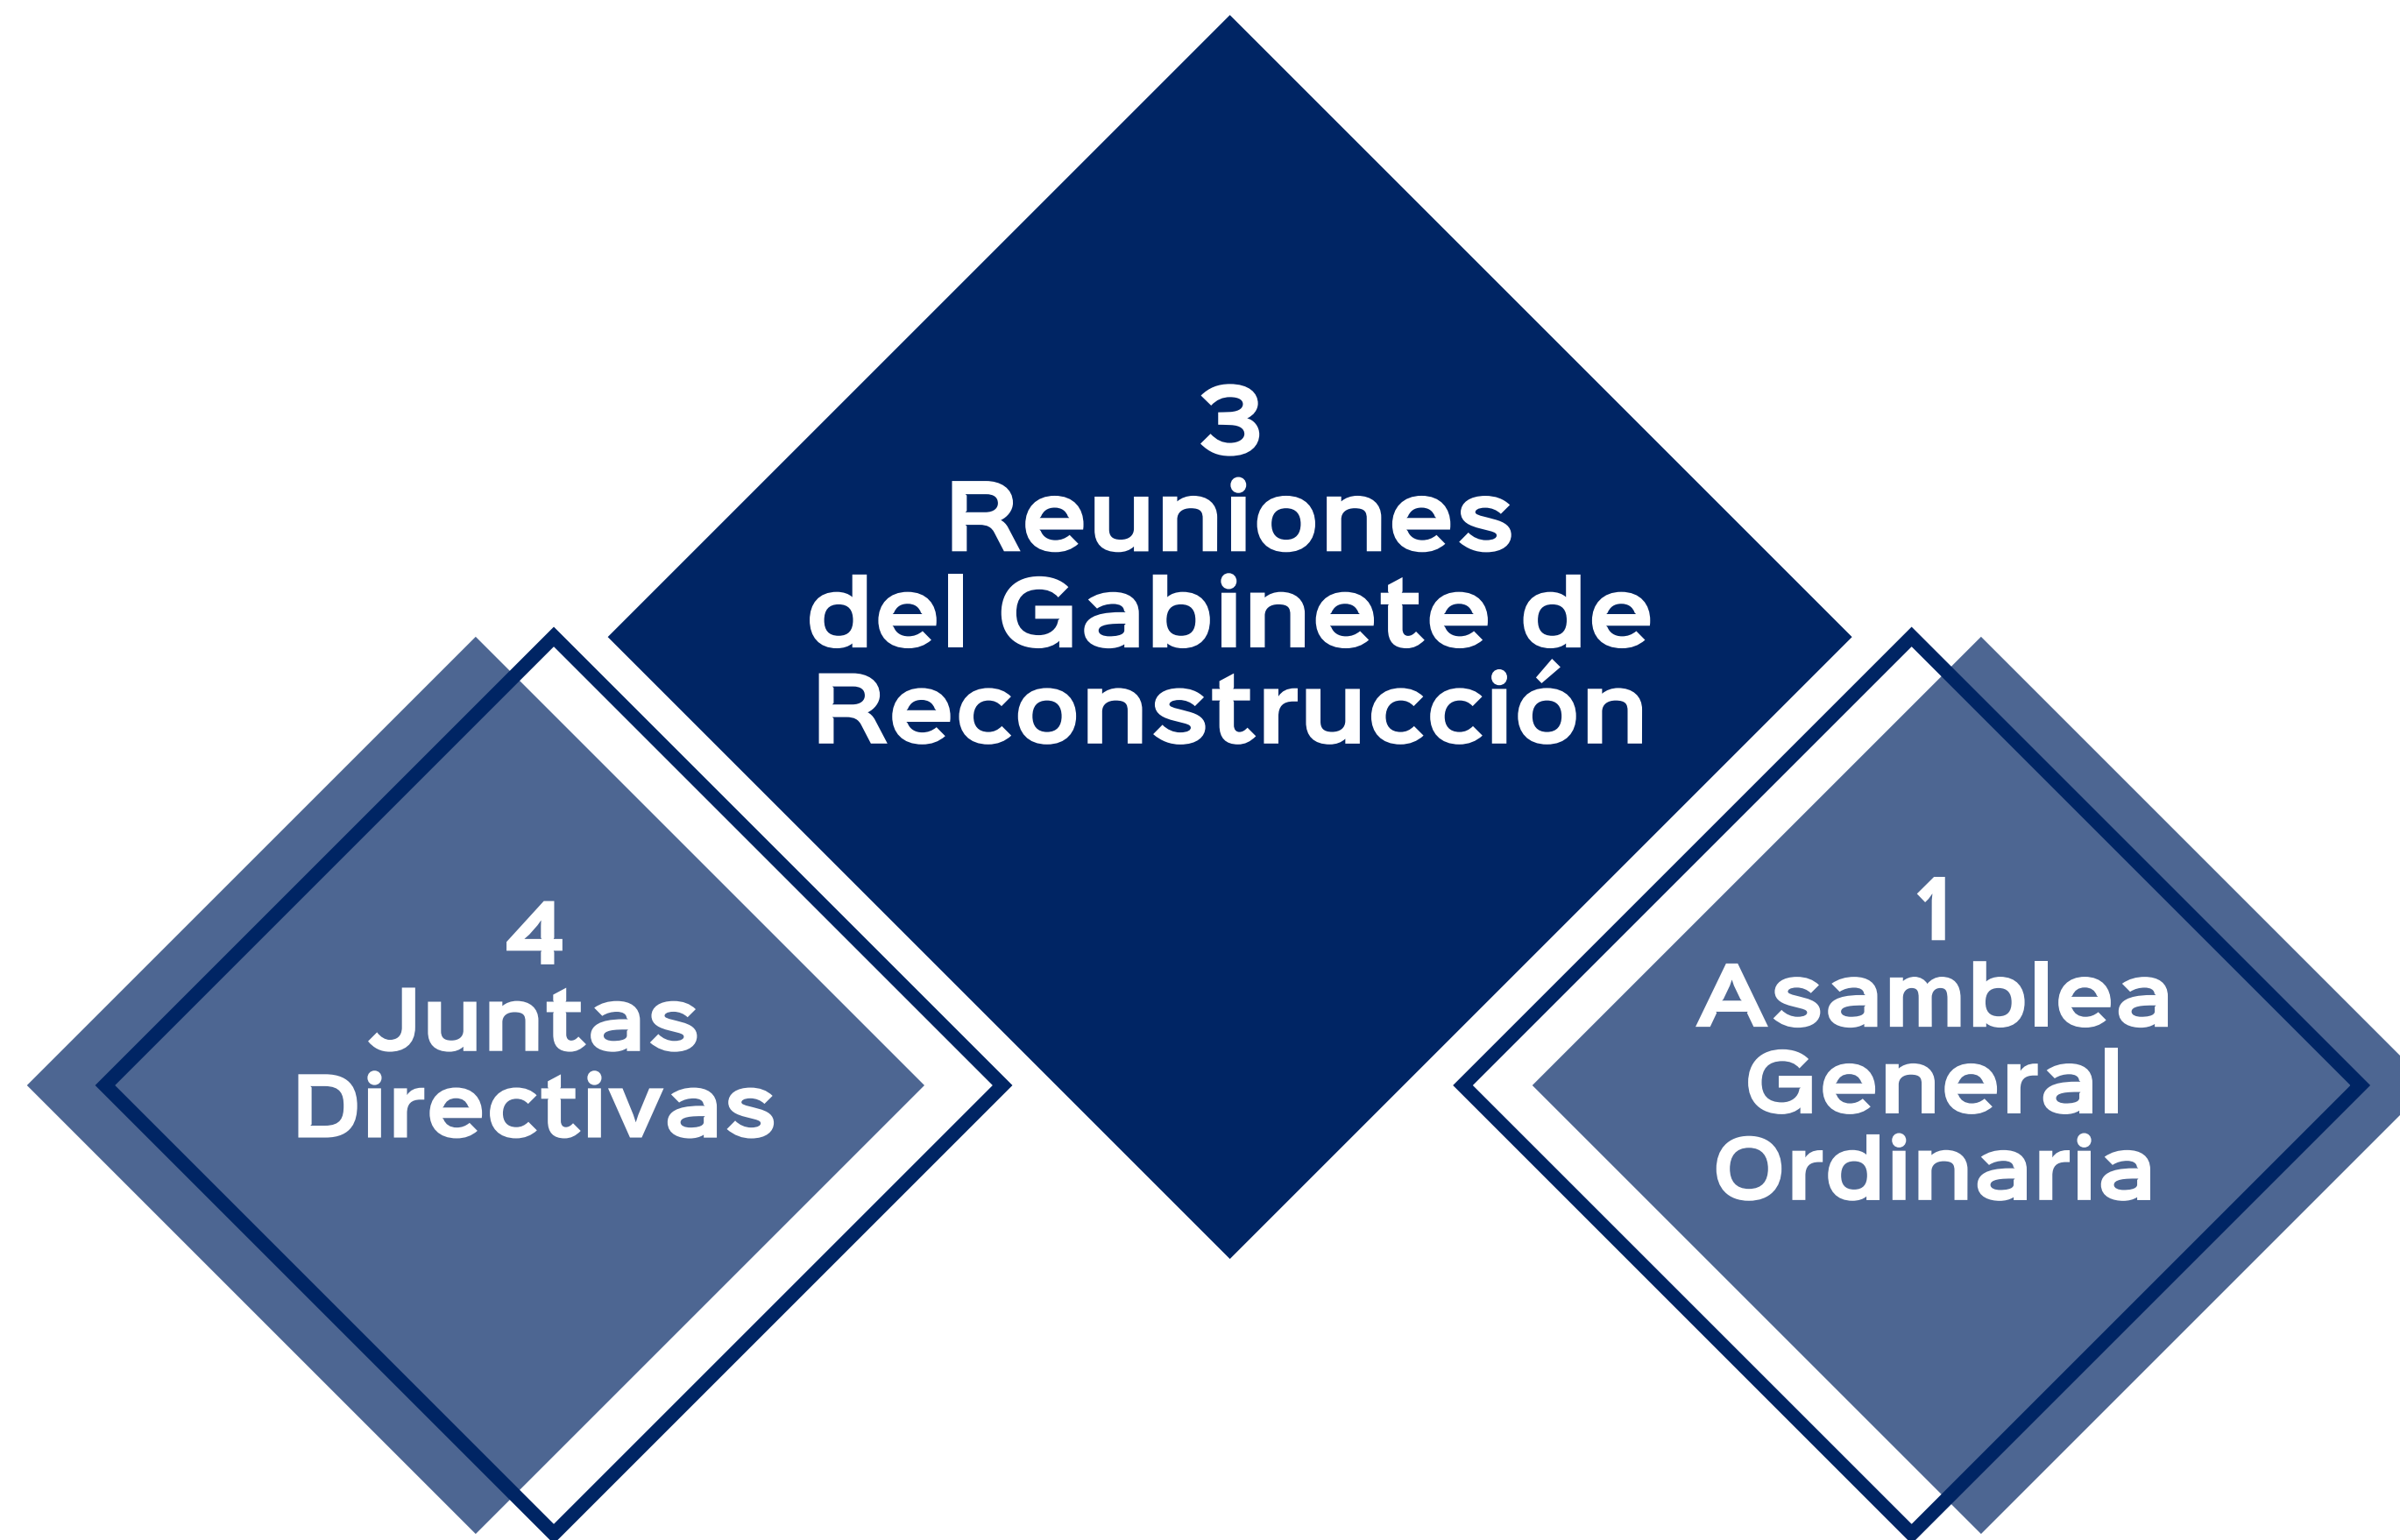 3
Reuniones
del Gabinete de
Reconstrucción
4
Juntas
Directivas
1
Asamblea
General
Ordinaria